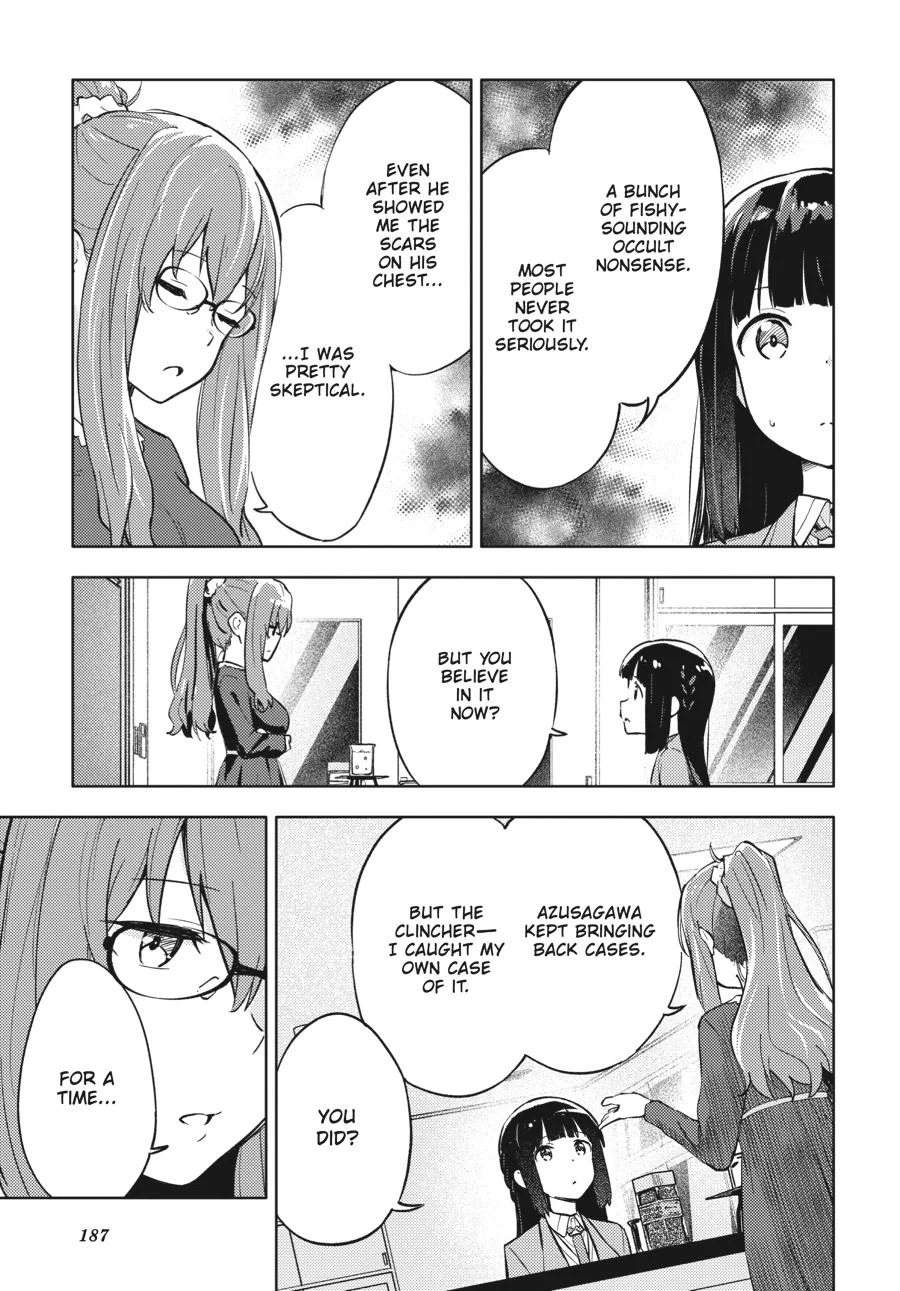 A BUNCH
OF FISHY-
SOUNDING
OCCULT
NONSENSE.
MOST
PEOPLE
NEVER
TOOK IT
SERIOUSLY.
EVEN
AFTER HE
SHOWED
ME THE
SCARS
ON HIS
CHEST...
...I WAS
PRETTY
SKEPTICAL.
BUT YOU
BELIEVE
IN IT
NOW?
AZUSAGAWA
KEPT BRINGING
BACK CASES.
BUT THE
CLINCHER—
I CAUGHT MY
OWN CASE
OF IT.
YOU
DID?
FOR A
TIME...
187